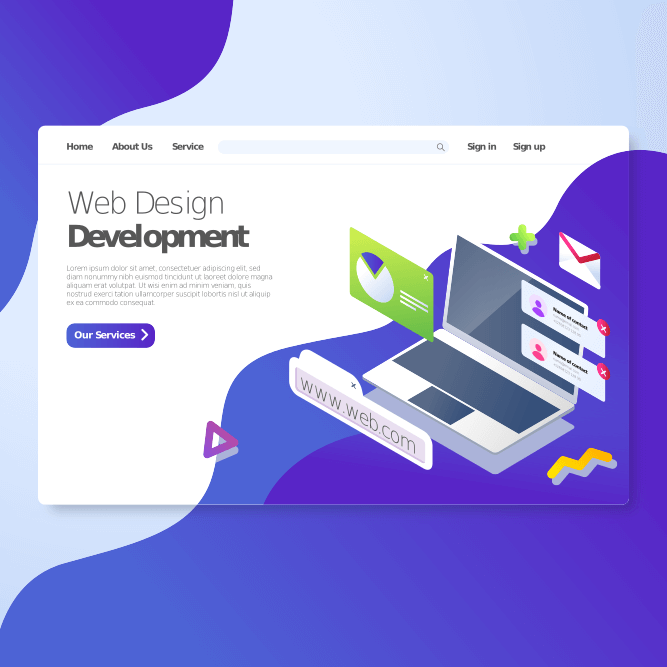 Home About Us Service Sign in Sign up
Web Design
Development
Lorem ipsum dolor sit amet, consectetuer adipiscing elit, sed
diam nonummy nibh euismod tincidunt ut laoreet dolore magna
aliquam erat volutpat. Ut wisi enim ad minim veniam, quis
nostrud exerci tation ullamcorper suscipit lobortis nisl ut aliquip
ex ea commodo consequat.
Our Services
www.web.com
Name of contact
Name of contact